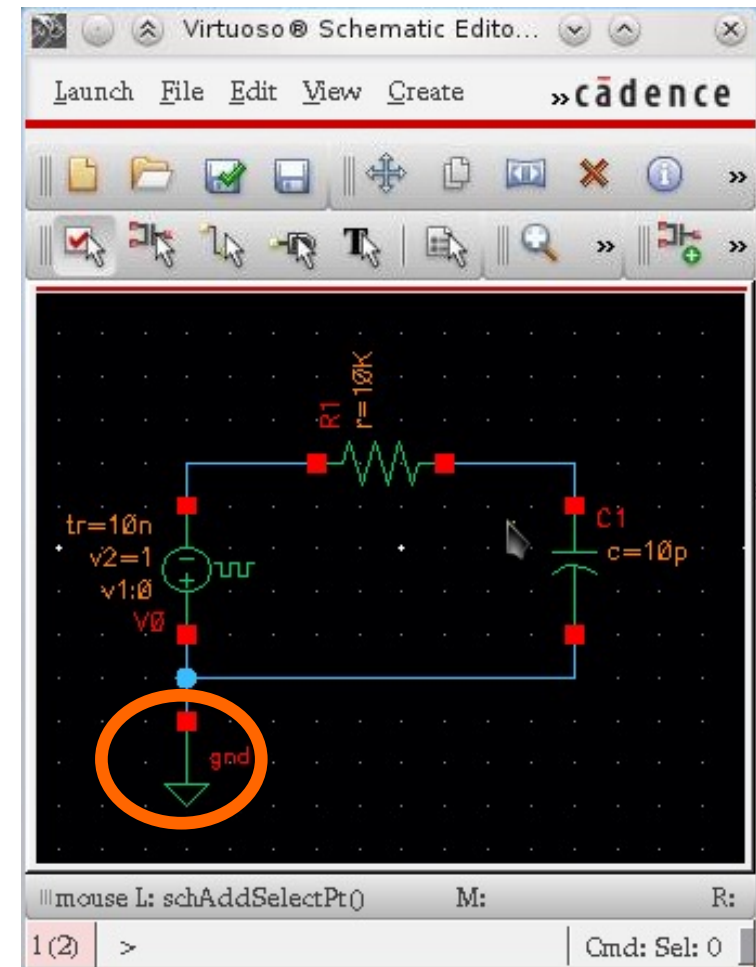 Virtuoso® Schematic Edito...
Launch File Edit View Create »cādence
»
T » »
R1
r=10K
tr=10n
v2=1
v1:0
V0
C1
c=10p
gnd
mouse L: schAddSelectPt() M: R:
1(2) > Cmd: Sel: 0